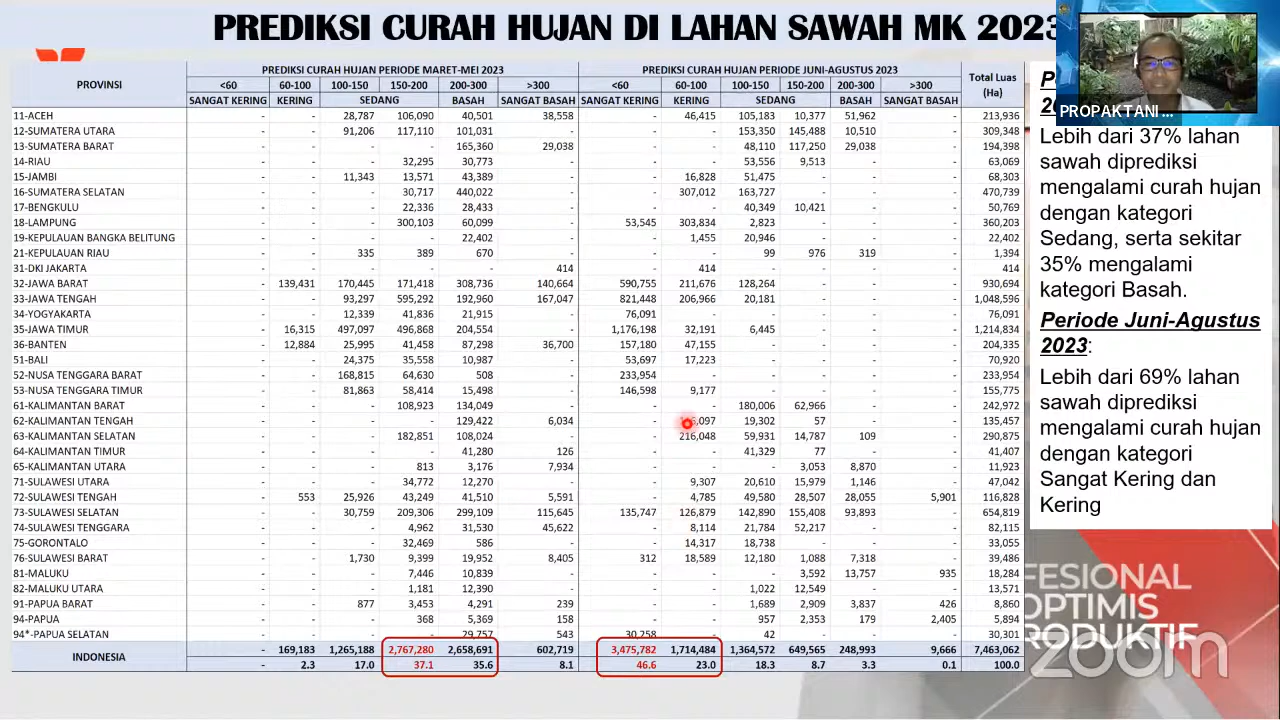 PREDIKSI CURAH HUJAN DI LAHAN SAWAH MK 2023
PROVINSI PREDIKSI CURAH HUJAN PERIODE MARET-MEI 2023 PREDIKSI CURAH HUJAN PERIODE JUNI-AGUSTUS 2023 Total Luas (Ha)
<60 60-100 100-150 150-200 200-300 >300 <60 60-100 100-150 150-200 200-300 >300
SANGAT KERING KERING SEDANG BASAH SANGAT BASAH SANGAT KERING KERING SEDANG BASAH SANGAT BASAH
11-ACEH - - 28,787 106,090 40,501 38,558 - 46,415 105,183 10,377 51,962 - 213,936
12-SUMATERA UTARA - - 91,206 117,110 101,031 - - - 153,350 145,488 10,510 - 309,348
13-SUMATERA BARAT - - - - 165,360 29,038 - - 48,110 117,250 29,038 - 194,398
14-RIAU - - - 32,295 30,773 - - - 53,556 9,513 - - 63,069
15-JAMBI - - 11,343 13,571 43,389 - - 16,828 51,475 - - - 68,303
16-SUMATERA SELATAN - - - 30,717 440,022 - - 307,012 163,727 - - - 470,739
17-BENGKULU - - - 22,336 28,433 - - - 40,349 10,421 - - 50,769
18-LAMPUNG - - - 300,103 60,099 - 53,545 303,834 2,823 - - - 360,203
19-KEPULAUAN BANGKA BELITUNG - - - - 22,402 - - 1,455 20,946 - - - 22,402
21-KEPULAUAN RIAU - - 335 389 670 - - - 99 976 319 - 1,394
31-DKI JAKARTA - - - - - 414 - 414 - - - - 414
32-JAWA BARAT - 139,431 170,445 171,418 308,736 140,664 590,755 211,676 128,264 - - - 930,694
33-JAWA TENGAH - - 93,297 595,292 192,960 167,047 821,448 206,966 20,181 - - - 1,048,596
34-YOGYAKARTA - - 12,339 41,836 21,915 - 76,091 - - - - - 76,091
35-JAWA TIMUR - 16,315 497,097 496,868 204,554 - 1,176,198 32,191 6,445 - - - 1,214,834
36-BANTEN - 12,884 25,995 41,458 87,298 36,700 157,180 47,155 - - - - 204,335
51-BALI - - 24,375 35,558 10,987 - 53,697 17,223 - - - - 70,920
52-NUSA TENGGARA BARAT - - 168,815 64,630 508 - 233,954 - - - - - 233,954
53-NUSA TENGGARA TIMUR - - 81,863 58,414 15,498 - 146,598 9,177 - - - - 155,775
61-KALIMANTAN BARAT - - - 108,923 134,049 - - - 180,006 62,966 - - 242,972
62-KALIMANTAN TENGAH - - - - 129,422 6,034 - 19,302 57 - - 135,457
63-KALIMANTAN SELATAN - - - 182,851 108,024 - - 216,048 59,931 14,787 109 - 290,875
64-KALIMANTAN TIMUR - - - - 41,280 126 - - 41,329 77 - - 41,407
65-KALIMANTAN UTARA - - - 813 3,176 7,934 - - - 3,053 8,870 - 11,923
71-SULAWESI UTARA - - - 34,772 12,270 - - 9,307 20,610 15,979 1,146 - 47,042
72-SULAWESI TENGAH - 553 25,926 43,249 41,510 5,591 - 4,785 49,580 28,507 28,055 5,901 116,828
73-SULAWESI SELATAN - - 30,759 209,306 299,109 115,645 135,747 126,879 142,890 155,408 93,893 - 654,819
74-SULAWESI TENGGARA - - - 4,962 31,530 45,622 - 8,114 21,784 52,217 - - 82,115
75-GORONTALO - - - 32,469 586 - - 14,317 18,738 - - - 33,055
76-SULAWESI BARAT - - 1,730 9,399 19,952 8,405 312 18,589 12,180 1,088 7,318 - 39,486
81-MALUKU - - - 7,446 10,839 - - - - 3,592 13,757 935 18,284
82-MALUKU UTARA - - - 1,181 12,390 - - - 1,022 12,549 - - 13,571
91-PAPUA BARAT - - 877 3,453 4,291 239 - - 1,689 2,909 3,837 426 8,860
94-PAPUA - - - 368 5,369 158 - - 957 2,353 179 2,405 5,894
94*-PAPUA SELATAN - - - - 29,757 543 30,258 - 42 - - - 30,301
INDONESIA - 169,183 1,265,188 2,767,280 2,658,691 602,719 3,475,782 1,714,484 1,364,572 649,565 248,993 9,666 7,463,062
- 2.3 17.0 37.1 35.6 8.1 46.6 23.0 18.3 8.7 3.3 0.1 100.0
PROPAKTANI ...
Lebih dari 37% lahan
sawah diprediksi
mengalami curah hujan
dengan kategori
Sedang, serta sekitar
35% mengalami
kategori Basah.
Periode Juni-Agustus
2023:
Lebih dari 69% lahan
sawah diprediksi
mengalami curah hujan
dengan kategori
Sangat Kering dan
Kering
FESIONAL
OPTIMIS
RODUKTIF
zoom